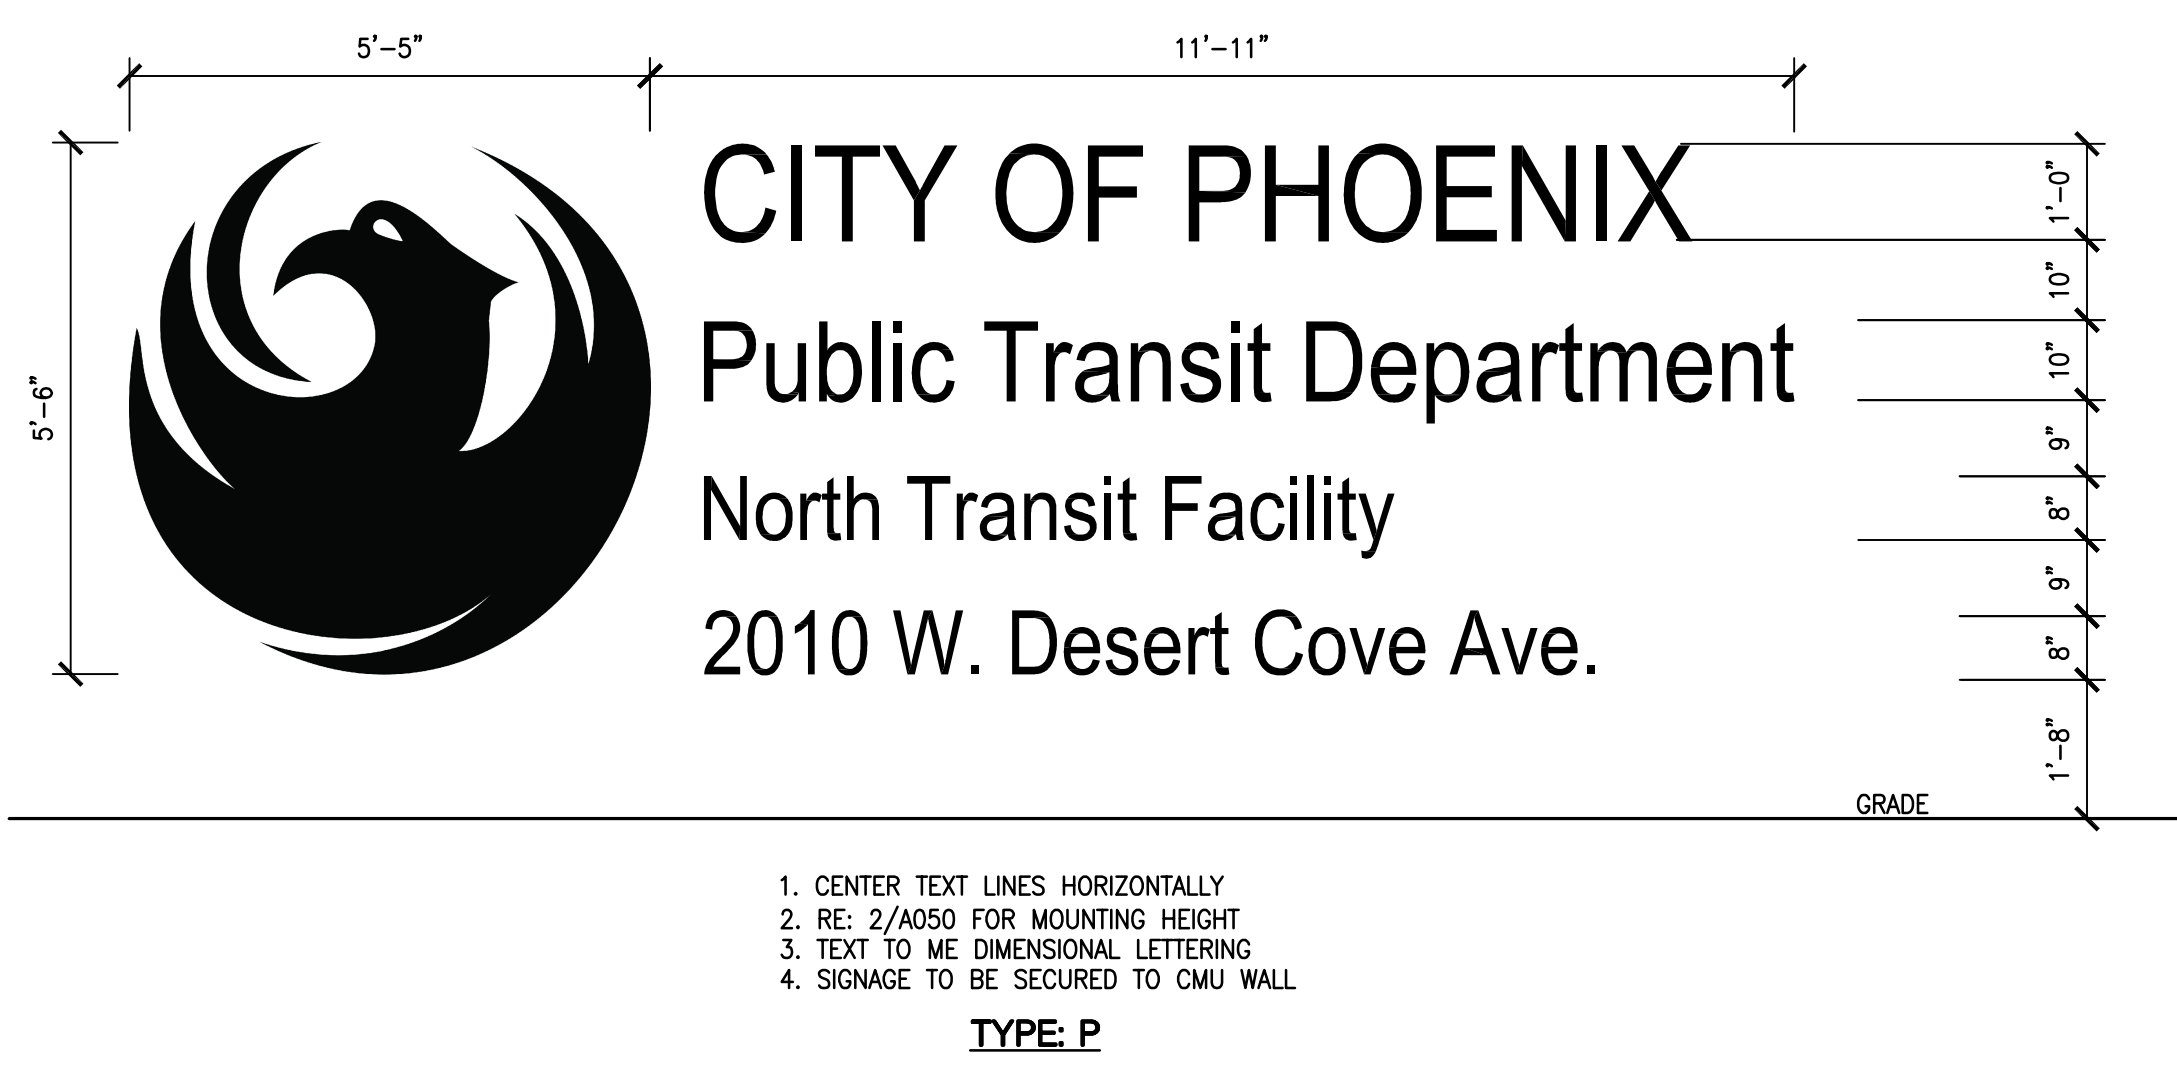 5'-5" 11'-11"
CITY OF PHOENIX
1'-0"
10"
Public Transit Department
10"
5'-6"
9"
North Transit Facility
8"
9"
2010 W. Desert Cove Ave.
8"
1'-8"
GRADE
1. CENTER TEXT LINES HORIZONTALLY
2. RE: 2/A050 FOR MOUNTING HEIGHT
3. TEXT TO ME DIMENSIONAL LETTERING
4. SIGNAGE TO BE SECURED TO CMU WALL
TYPE: P